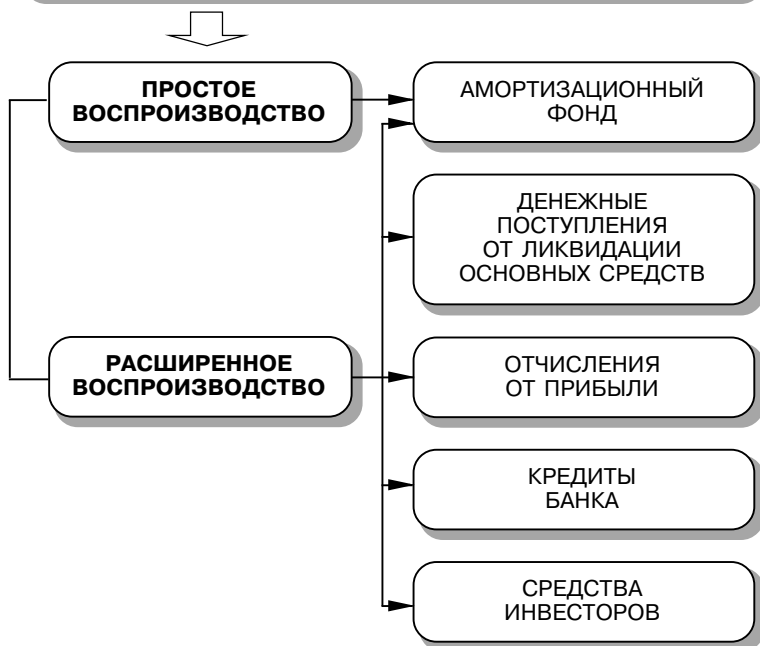 ПРОСТОЕ
ВОСПРОИЗВОДСТВО
АМОРТИЗАЦИОННЫЙ
ФОНД
ДЕНЕЖНЫЕ
ПОСТУПЛЕНИЯ
ОТ ЛИКВИДАЦИИ
ОСНОВНЫХ СРЕДСТВ
РАСШИРЕННОЕ
ВОСПРОИЗВОДСТВО
ОТЧИСЛЕНИЯ
ОТ ПРИБЫЛИ
КРЕДИТЫ
БАНКА
СРЕДСТВА
ИНВЕСТОРОВ